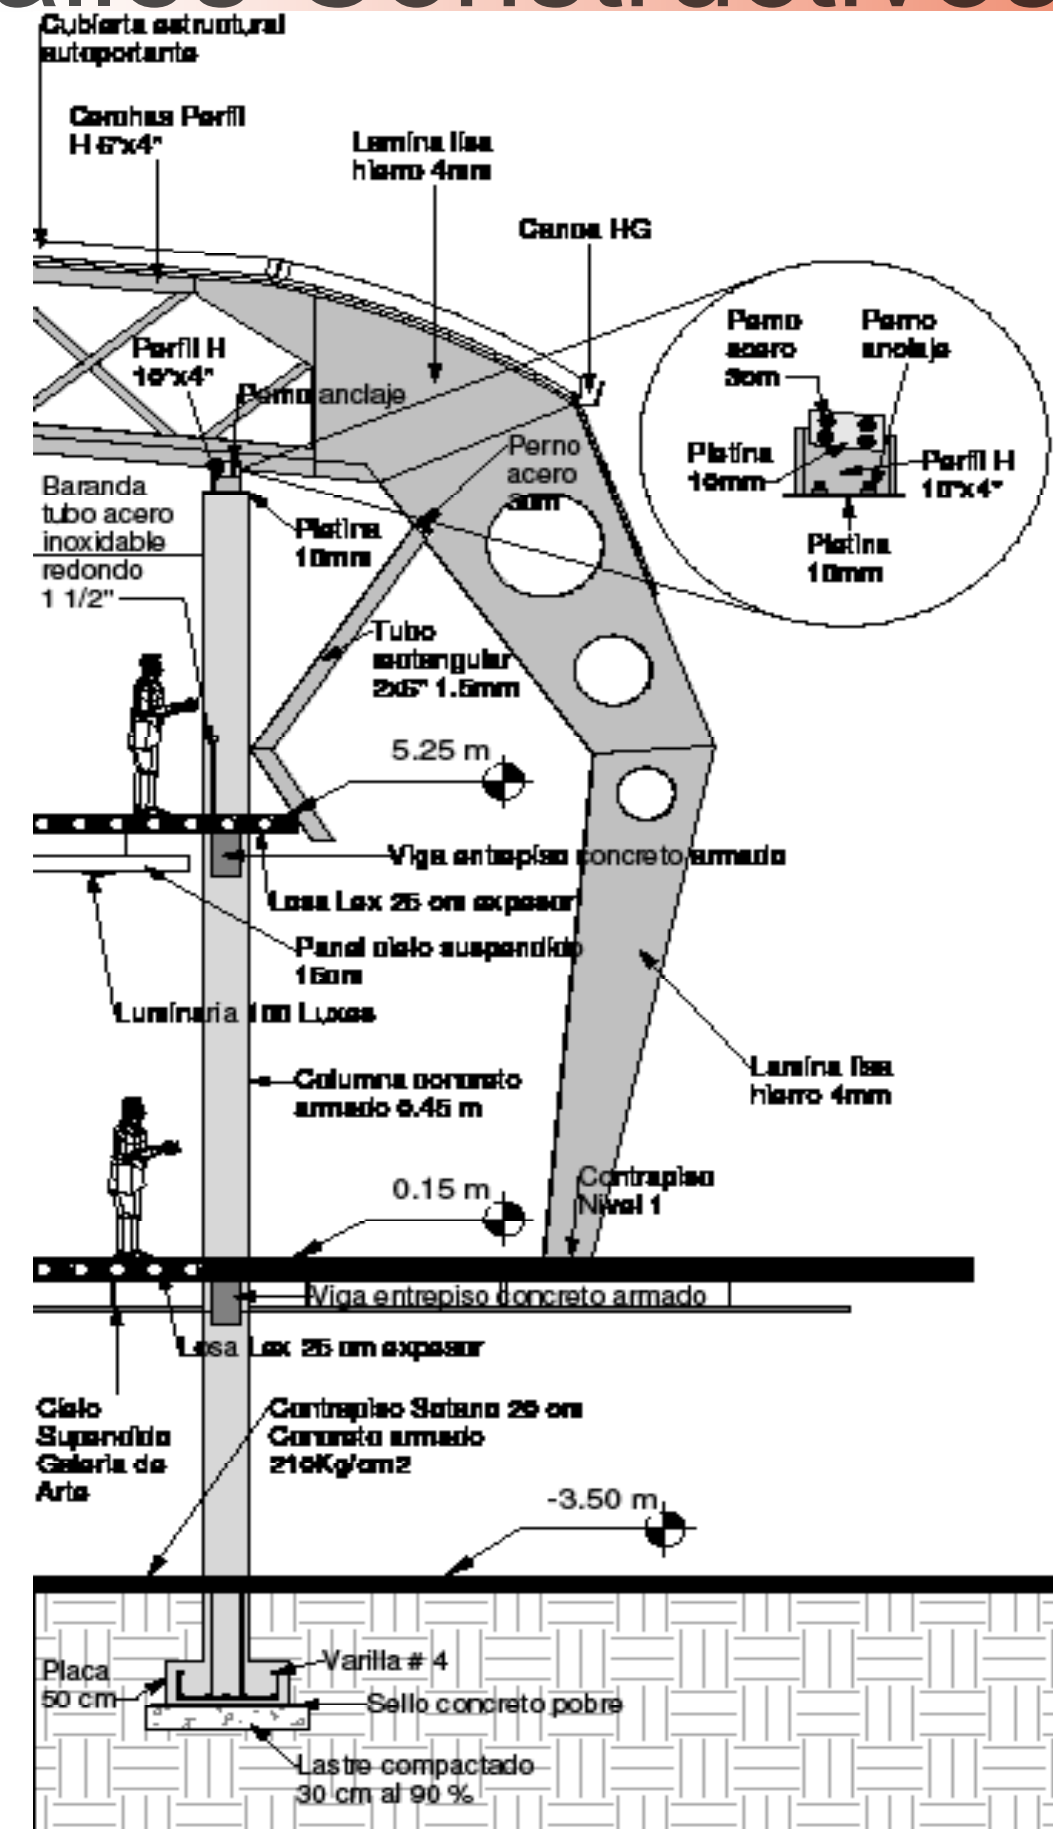 Detalles Constructivos
Cubierta estructural
autoportante
Cerchas Perfil
H 6"x4"
Lamina lisa
hierro 4mm
Canoa HG
Perno
acero
3cm
Perno
anclaje
Platina
10mm
Perfil H
10"x4"
Platina
10mm
Perfil H
10"x4"
Perno anclaje
Perno
acero
3cm
Baranda
tubo acero
inoxidable
redondo
1 1/2"
Platina
10mm
Tubo
rectangular
2x6" 1.5mm
5.25 m
Viga entrepiso concreto armado
Losa Lex 25 cm expesor
Panel cielo suspendido
15cm
Luminaria 100 Luxes
Columna concreto
armado 0.45 m
Lamina lisa
hierro 4mm
0.15 m
Contrapiso
Nivel 1
Viga entrepiso concreto armado
Losa Lex 25 cm expesor
Cielo
Supendido
Galeria de
Arte
Contrapiso Sotano 20 cm
Concreto armado
210Kg/cm2
-3.50 m
Placa
50 cm
Varilla # 4
Sello concreto pobre
Lastre compactado
30 cm al 90 %